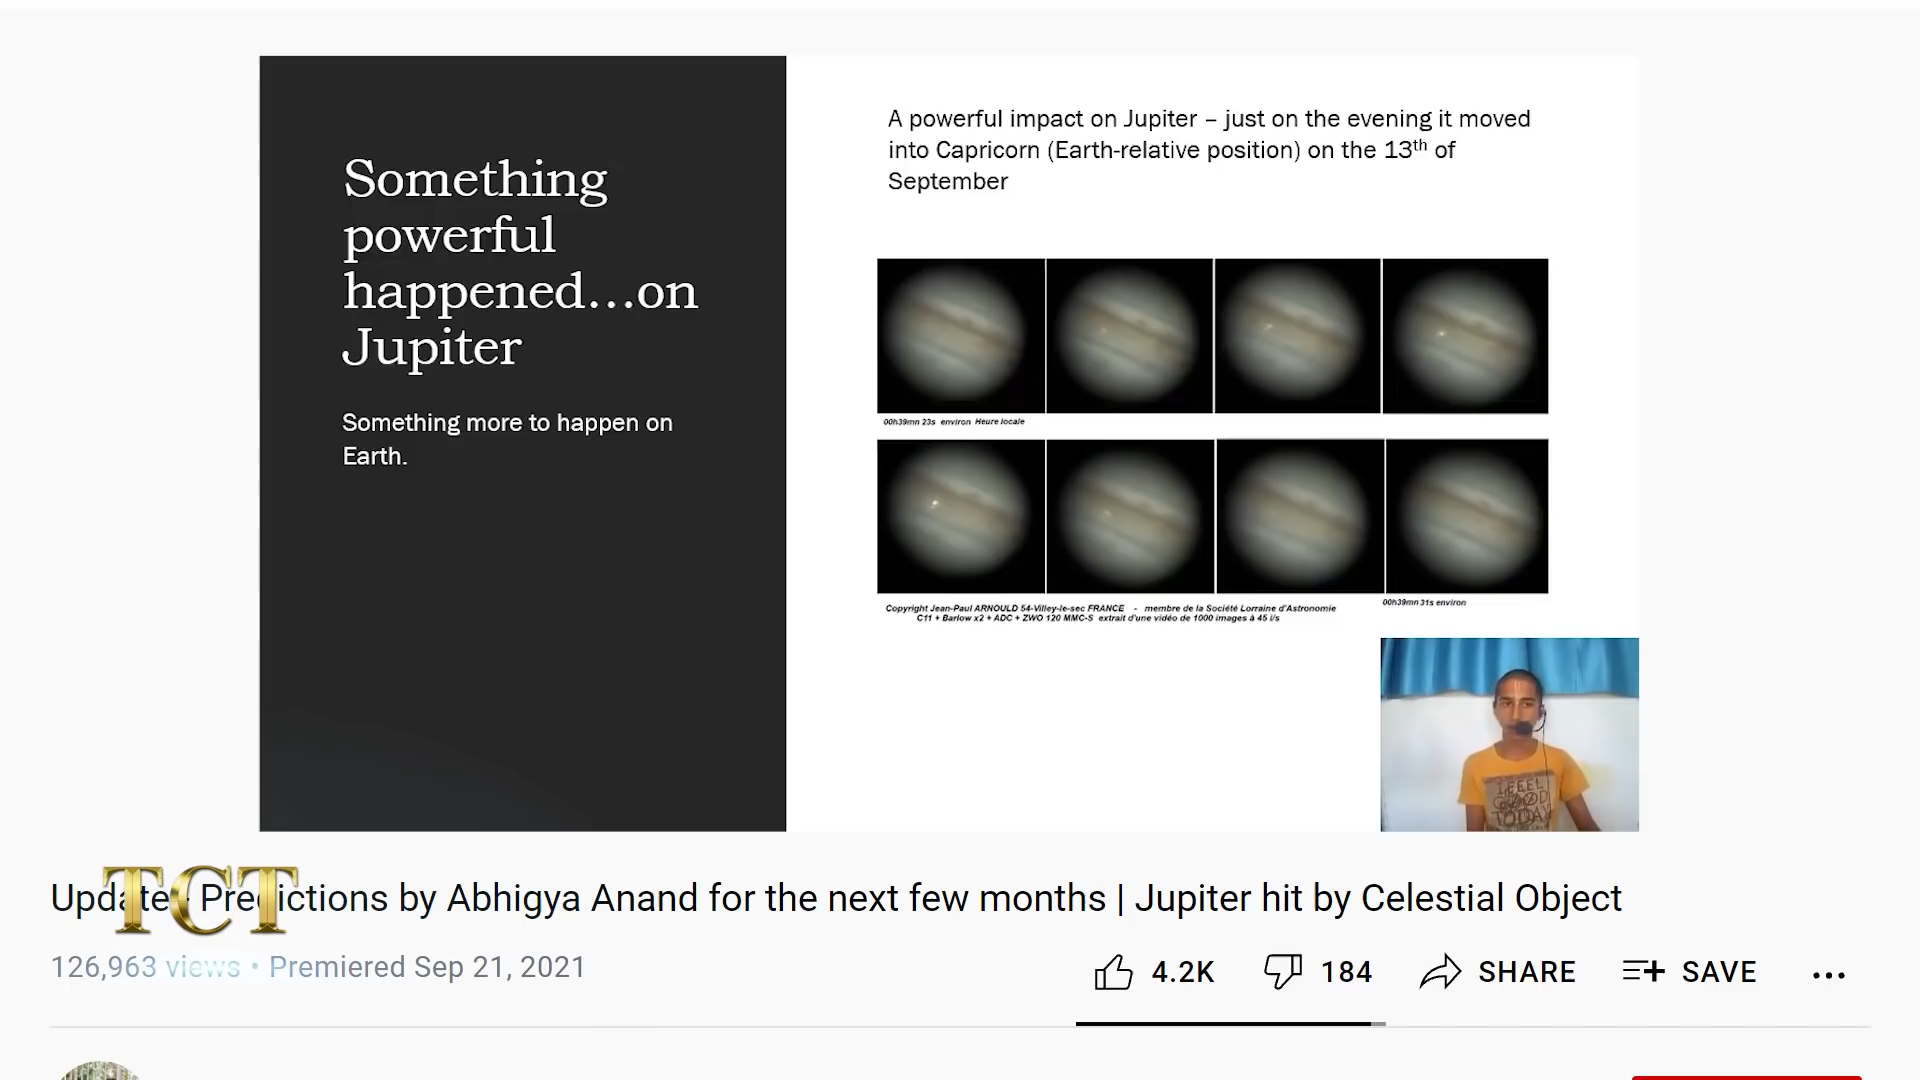 Something
powerful
happened...on
Jupiter
Something more to happen on
Earth.
A powerful impact on Jupiter – just on the evening it moved
into Capricorn (Earth-relative position) on the 13th of
September
00h39mn 23s environ Heure locale
Copyright Jean-Paul ARNOULD 54-Villey-le-sec FRANCE - membre de la Société Lorraine d'Astronomie
C11 + Barlow x2 + ADC + ZWO 120 MMC-S extrait d'une vidéo de 1000 images à 45 i/s
00h39mn 31s environ
I FEEL
GOOD
TODAY
TCT
Update - Predictions by Abhigya Anand for the next few months | Jupiter hit by Celestial Object
126,963 views • Premiered Sep 21, 2021
4.2K 184 SHARE SAVE ...